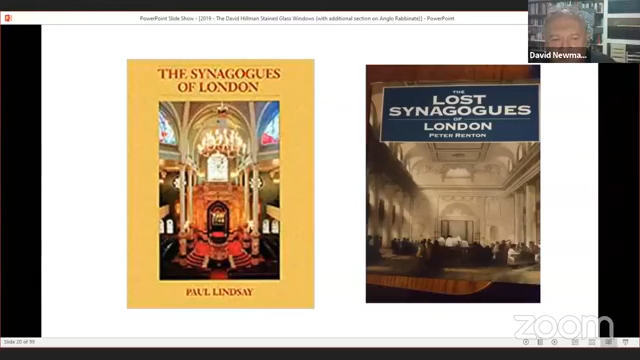 PowerPoint Slide Show - [2019 - The David Hillman Stained Glass Windows (with additional section on Anglo Rabbinate)] - PowerPoint
David Newma...
THE SYNAGOGUES
OF LONDON
PAUL LINDSAY
THE
LOST
SYNAGOGUES
OF
LONDON
PETER RENTON
zoom
Slide 20 of 99